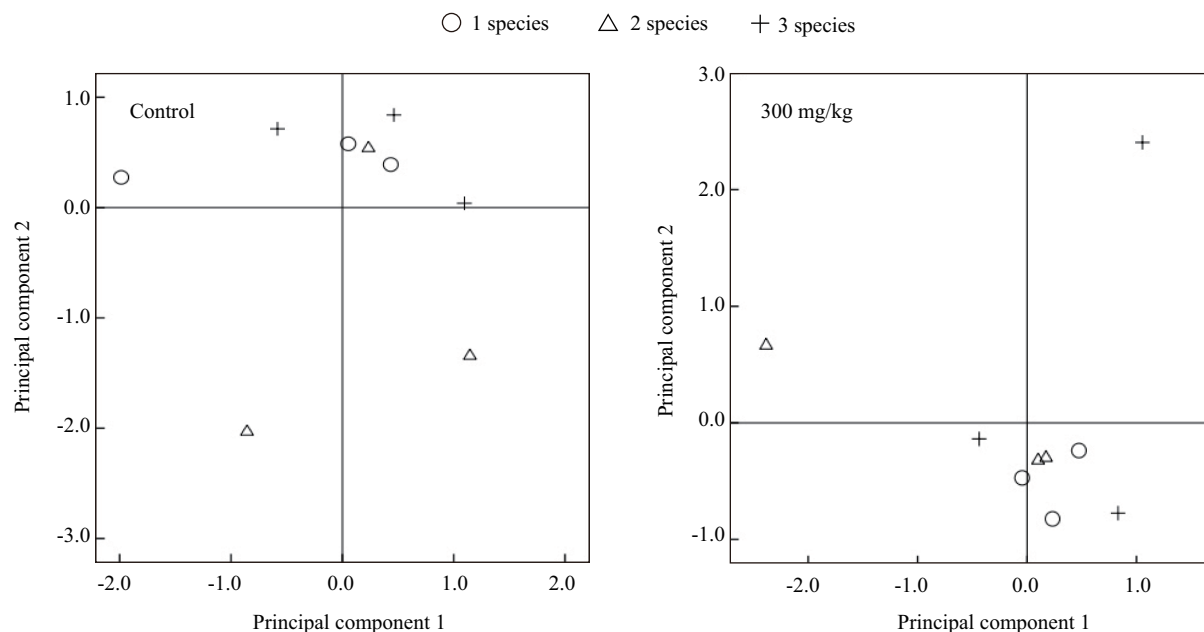 1 species 2 species 3 species
Control
1.0
0.0
-1.0
-2.0
-3.0
-2.0 -1.0 0.0 1.0 2.0
Principal component 1
Principal component 2
300 mg/kg
3.0
2.0
1.0
0.0
-1.0
-2.0 -1.0 0.0 1.0
Principal component 1
Principal component 2